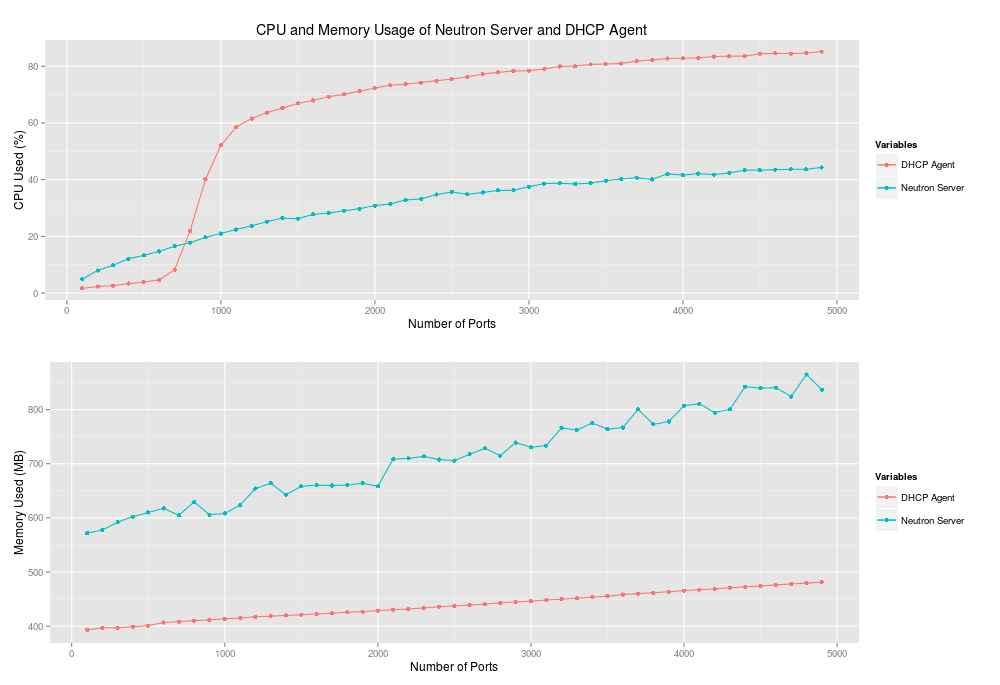 CPU and Memory Usage of Neutron Server and DHCP Agent
CPU Used (%)
80
60
40
20
0
0 1000 2000 3000 4000 5000
Number of Ports
Variables
DHCP Agent
Neutron Server
Memory Used (MB)
800
700
600
500
400
0 1000 2000 3000 4000 5000
Number of Ports
Variables
DHCP Agent
Neutron Server